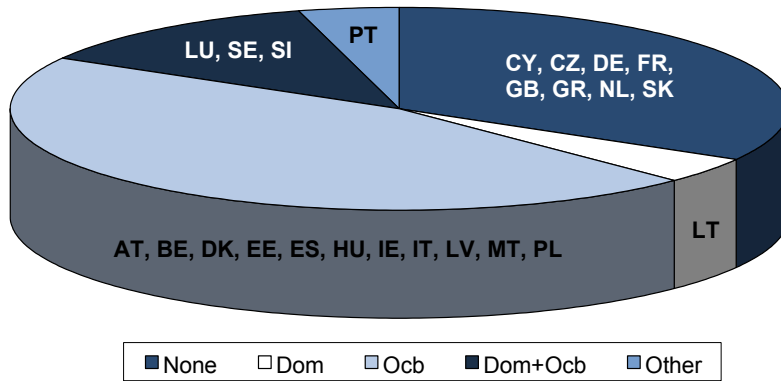 LU, SE, SI
PT
CY, CZ, DE, FR,
GB, GR, NL, SK
LT
AT, BE, DK, EE, ES, HU, IE, IT, LV, MT, PL
None Dom Ocb Dom+Ocb Other